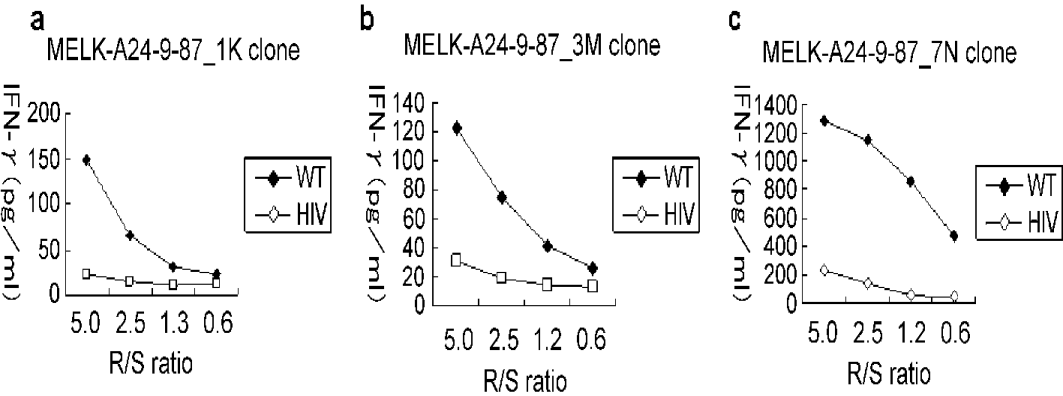 a
MELK-A24-9-87_1K clone
IFN-γ (pg/ml)
200
150
100
50
0
5.0 2.5 1.3 0.6
R/S ratio
WT
HIV
b
MELK-A24-9-87_3M clone
IFN-γ (pg/ml)
140
120
100
80
60
40
20
0
5.0 2.5 1.2 0.6
R/S ratio
WT
HIV
c
MELK-A24-9-87_7N clone
IFN-γ (pg/ml)
1400
1200
1000
800
600
400
200
0
5.0 2.5 1.2 0.6
R/S ratio
WT
HIV